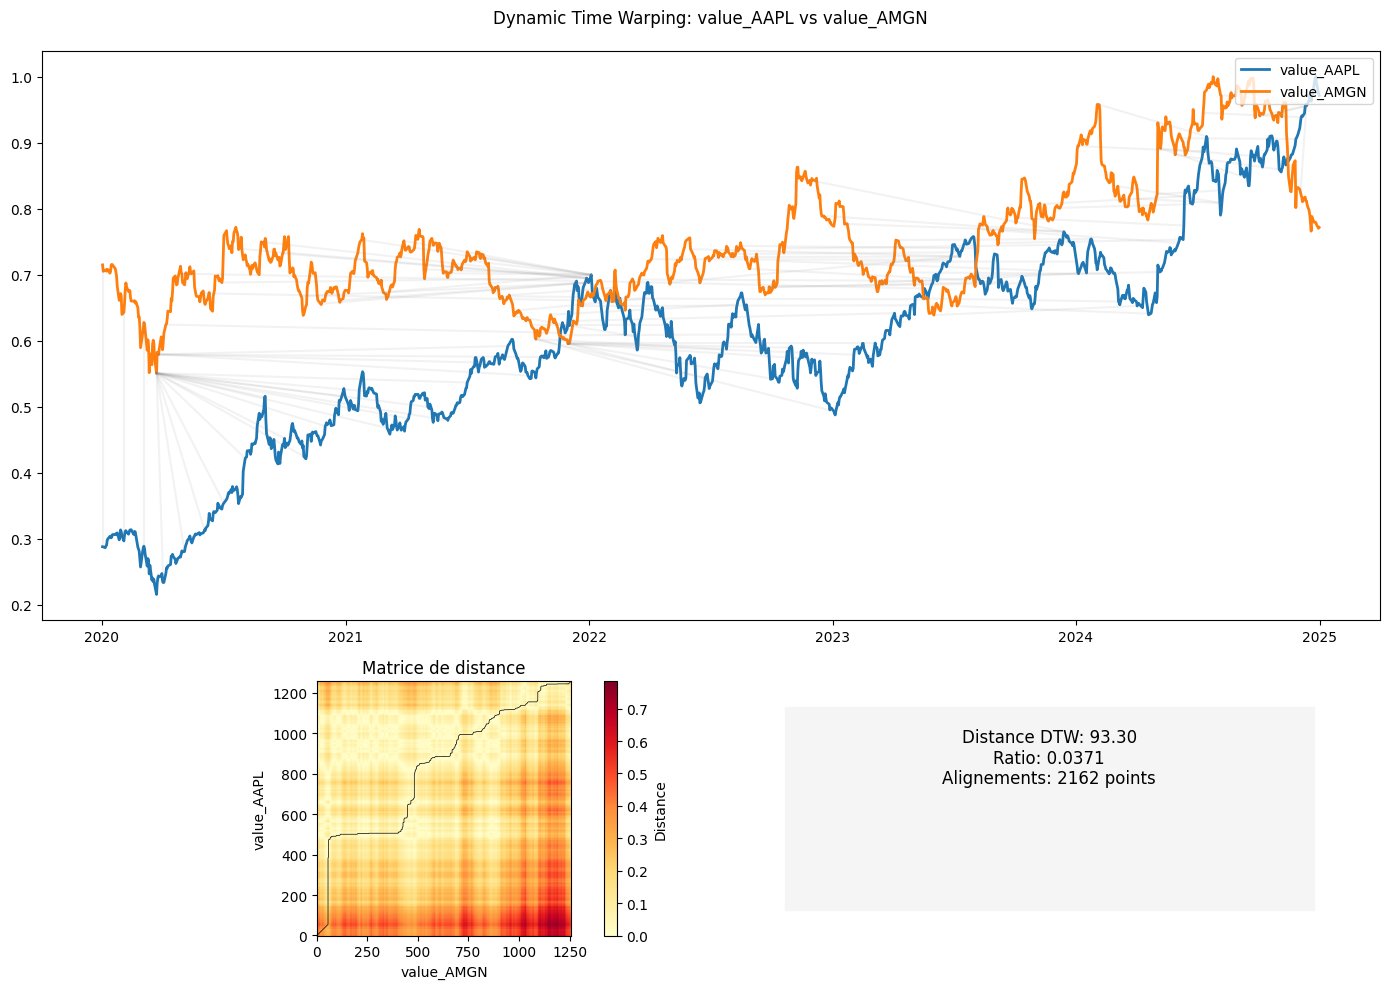 Dynamic Time Warping: value_AAPL vs value_AMGN
value_AAPL
value_AMGN
1.0
0.9
0.8
0.7
0.6
0.5
0.4
0.3
0.2
2020 2021 2022 2023 2024 2025
Matrice de distance
value_AAPL
1200
1000
800
600
400
200
0
0 250 500 750 1000 1250
value_AMGN
0.7
0.6
0.5
0.4
0.3
0.2
0.1
0.0
Distance
Distance DTW: 93.30
Ratio: 0.0371
Alignements: 2162 points